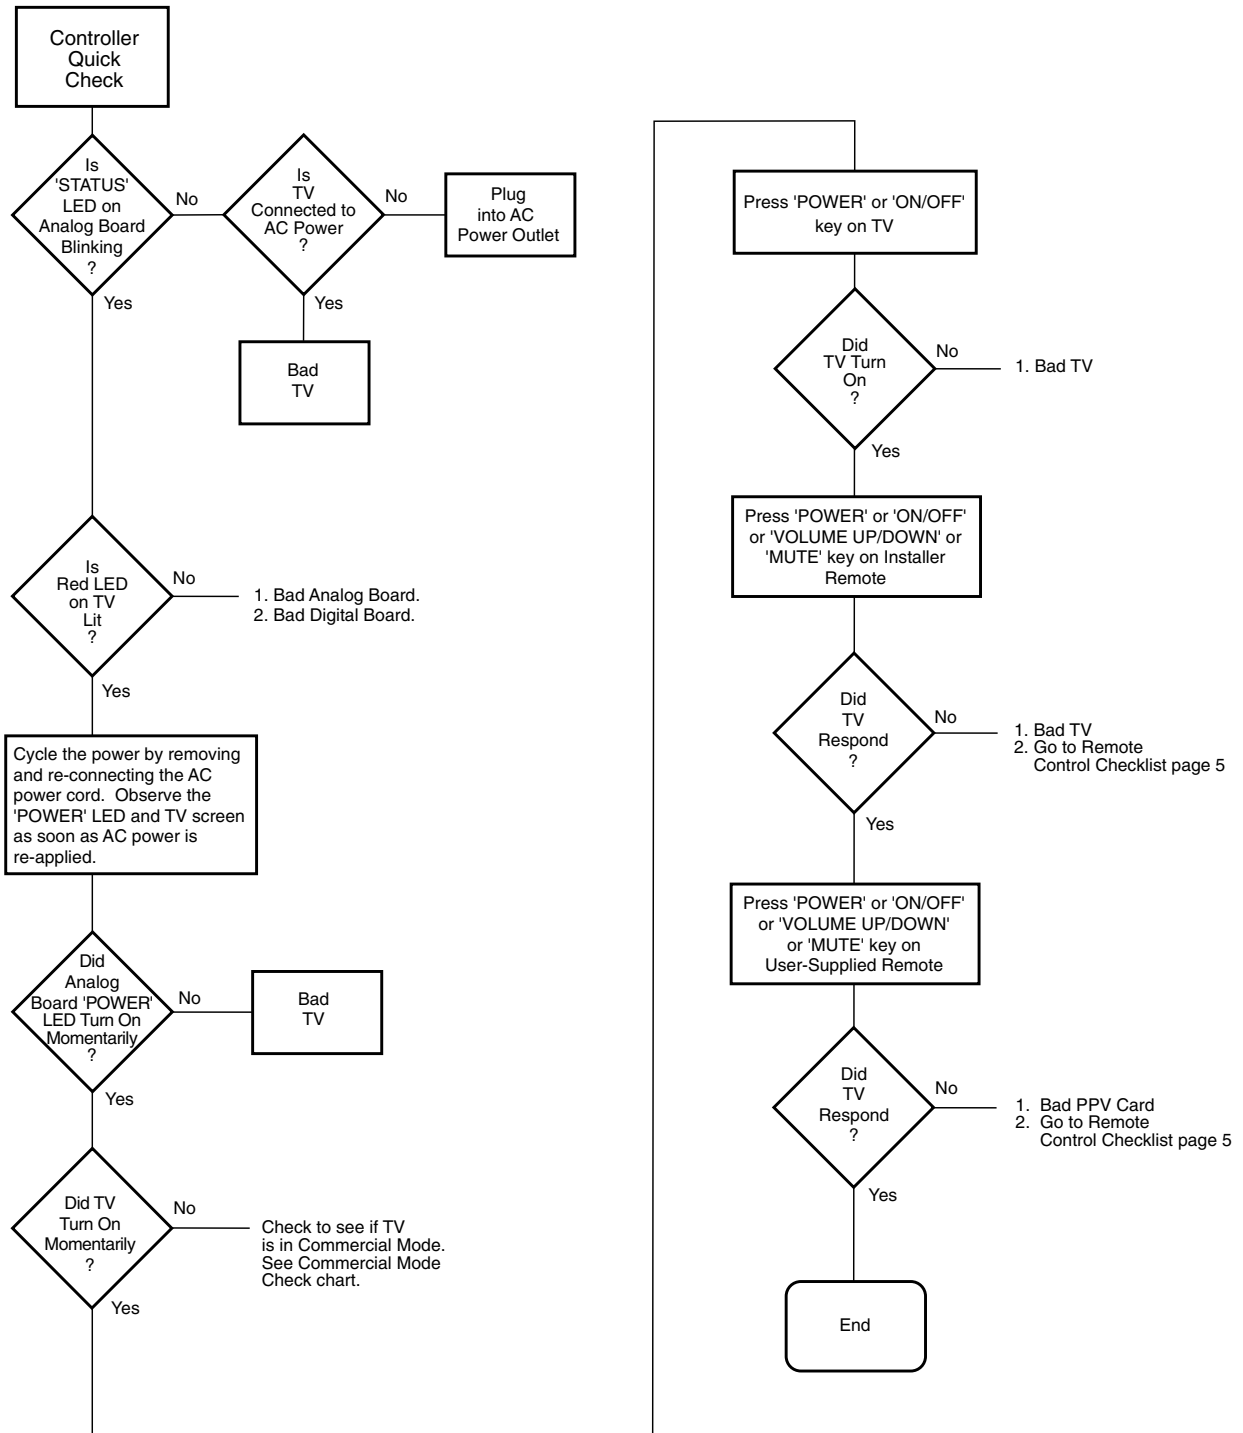 Controller
Quick
Check
Is
'STATUS'
LED on
Analog Board
Blinking
?
No
Yes
Is
TV
Connected to
AC Power
?
No
Yes
Plug
into AC
Power Outlet
Bad
TV
Is
Red LED
on TV
Lit
?
No
Yes
1. Bad Analog Board.
2. Bad Digital Board.
Cycle the power by removing
and re-connecting the AC
power cord. Observe the
'POWER' LED and TV screen
as soon as AC power is
re-applied.
Did
Analog
Board 'POWER'
LED Turn On
Momentarily
?
No
Yes
Bad
TV
Did TV
Turn On
Momentarily
?
No
Yes
Check to see if TV
is in Commercial Mode.
See Commercial Mode
Check chart.
Press 'POWER' or 'ON/OFF'
key on TV
Did
TV Turn
On
?
No
Yes
1. Bad TV
Press 'POWER' or 'ON/OFF'
or 'VOLUME UP/DOWN' or
'MUTE' key on Installer
Remote
Did
TV
Respond
?
No
Yes
1. Bad TV
2. Go to Remote
Control Checklist page 5
Press 'POWER' or 'ON/OFF'
or 'VOLUME UP/DOWN'
or 'MUTE' key on
User-Supplied Remote
Did
TV
Respond
?
No
Yes
1. Bad PPV Card
2. Go to Remote
Control Checklist page 5
End